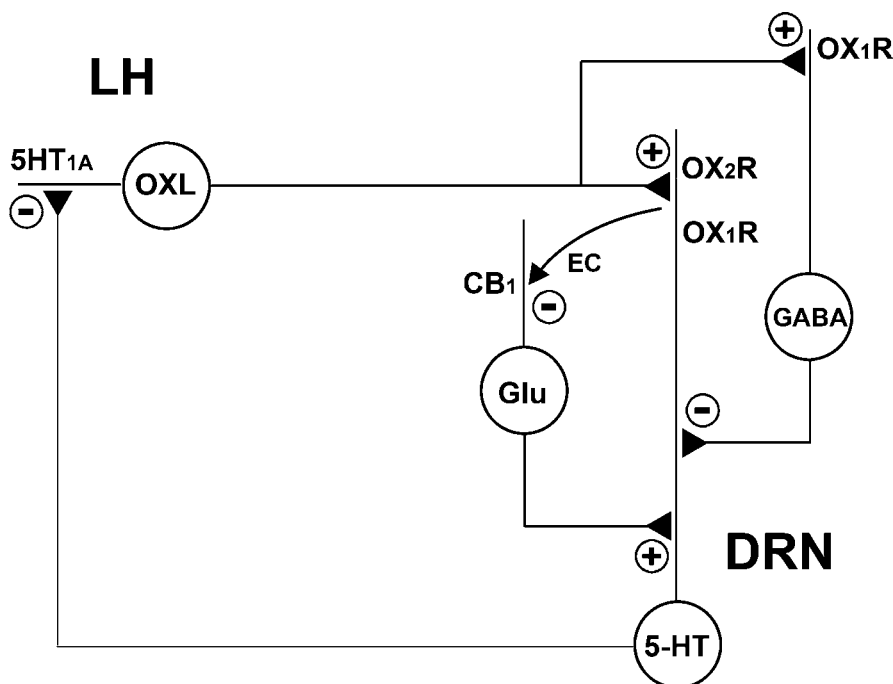 LH
+
OX1R
5HT1A
-
OXL
+
OX2R
OX1R
EC
CB1
-
GABA
Glu
-
+
DRN
5-HT